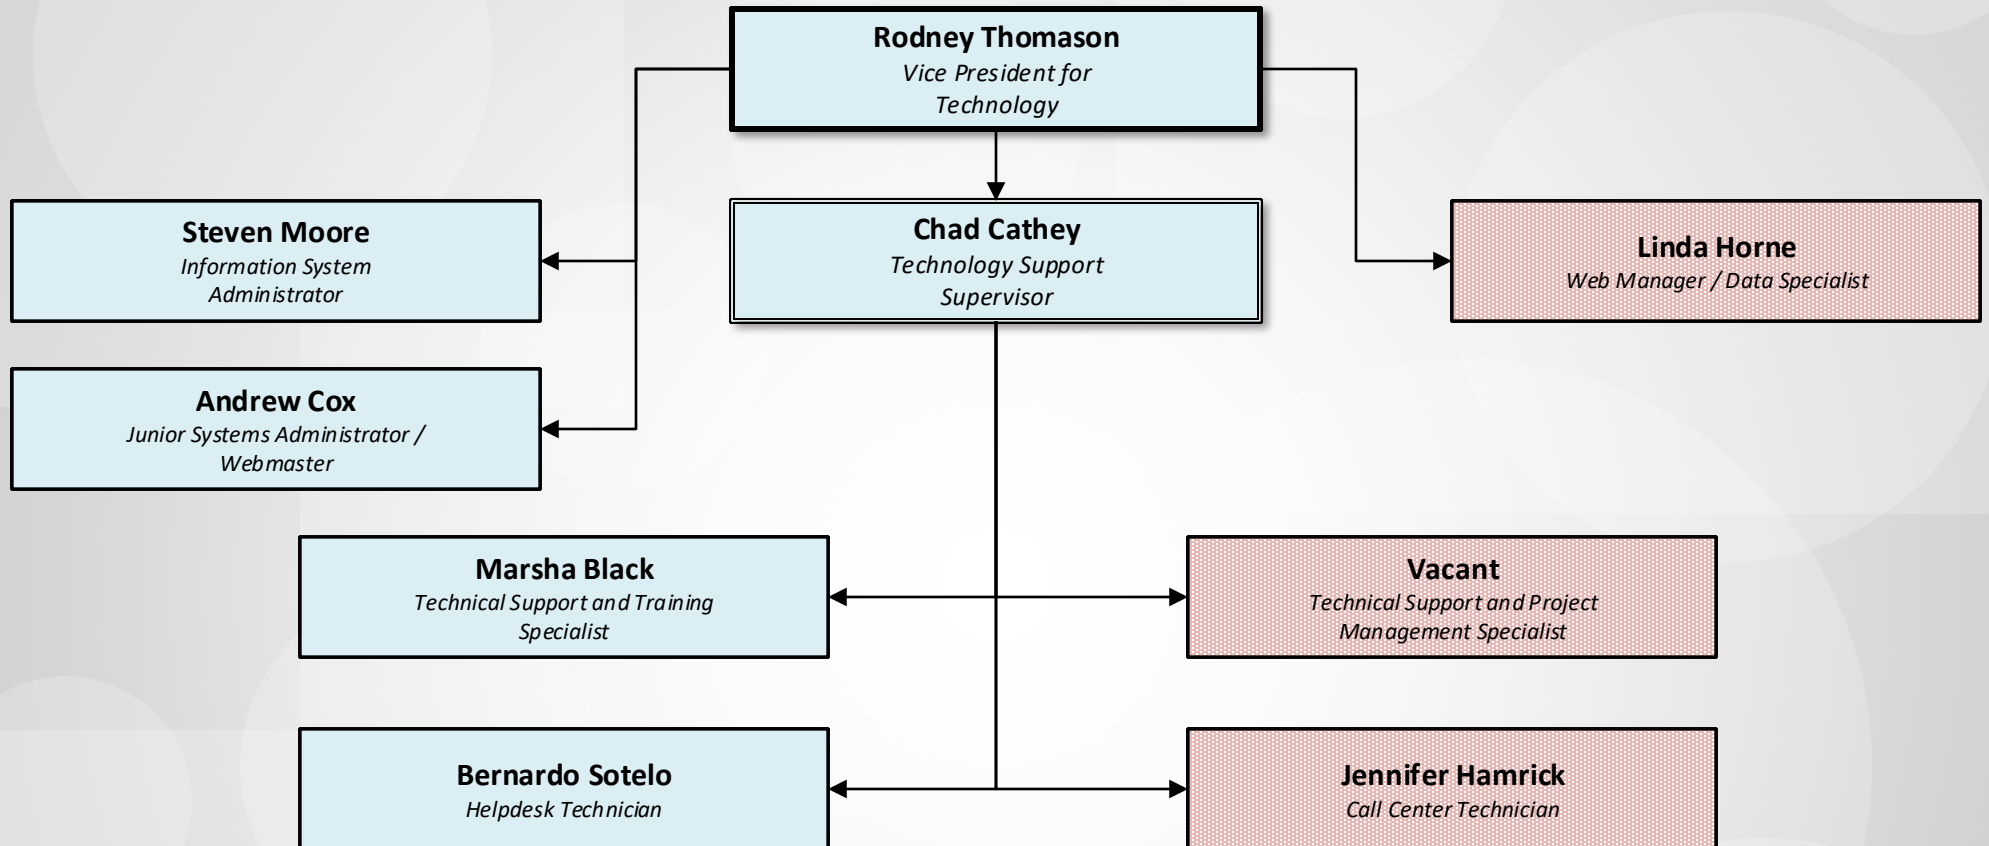 Rodney Thomason
Vice President for
Technology
Steven Moore
Information System
Administrator
Chad Cathey
Technology Support
Supervisor
Linda Horne
Web Manager / Data Specialist
Andrew Cox
Junior Systems Administrator /
Webmaster
Marsha Black
Technical Support and Training
Specialist
Vacant
Technical Support and Project
Management Specialist
Bernardo Sotelo
Helpdesk Technician
Jennifer Hamrick
Call Center Technician